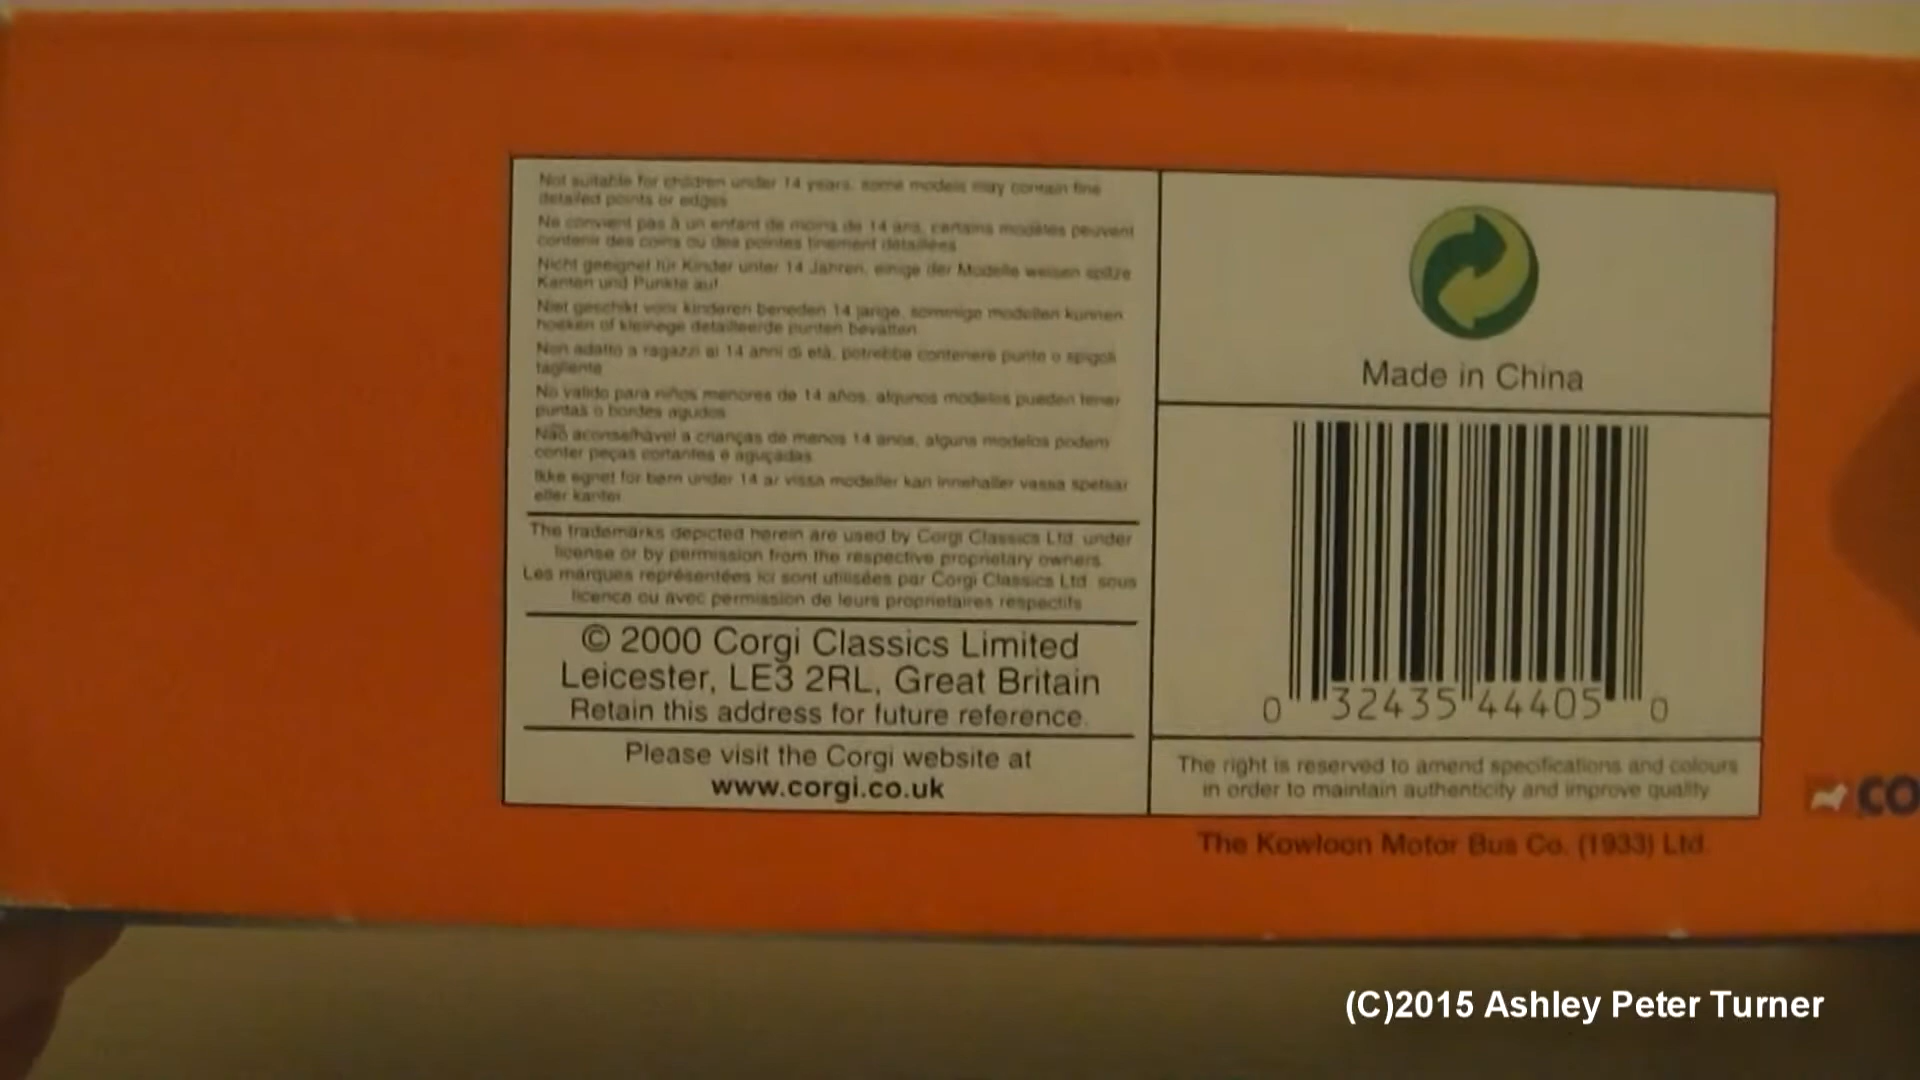 Not suitable for children under 14 years, some models may contain fine
detailed points or edges
Ne convient pas à un enfant de moins de 14 ans, certains modèles peuvent
contenir des coins ou des pointes finement détaillées
Nicht geeignet für Kinder unter 14 Jahren, einige der Modelle weisen spitze
Kanten und Punkte auf
Niet geschikt voor kinderen beneden 14 jarige, sommige modellen kunnen
hoeken of kleinege detailleerde punten bevatten
Non adatto a ragazzi ai 14 anni di età, potrebbe contenere punte o spigoli
tagliente
No valido para niños menores de 14 años, algunos modelos pueden tener
puntas o bordes agudos
Não aconselhável a crianças de menos 14 anos, alguns modelos podem
conter peças cortantes e aguçadas
Ikke egnet for børn under 14 ar vissa modeller kan innehaller vassa spetsar
eller kanter
The trademarks depicted herein are used by Corgi Classics Ltd. under
license or by permission from the respective proprietary owners.
Les marques représentées ici sont utilisées par Corgi Classics Ltd. sous
licence ou avec permission de leurs proprietaires respectifs
© 2000 Corgi Classics Limited
Leicester, LE3 2RL, Great Britain
Retain this address for future reference.
Please visit the Corgi website at
www.corgi.co.uk
Made in China
0 32435 44405 0
The right is reserved to amend specifications and colours
in order to maintain authenticity and improve quality
The Kowloon Motor Bus Co. (1933) Ltd.
CO
(C)2015 Ashley Peter Turner